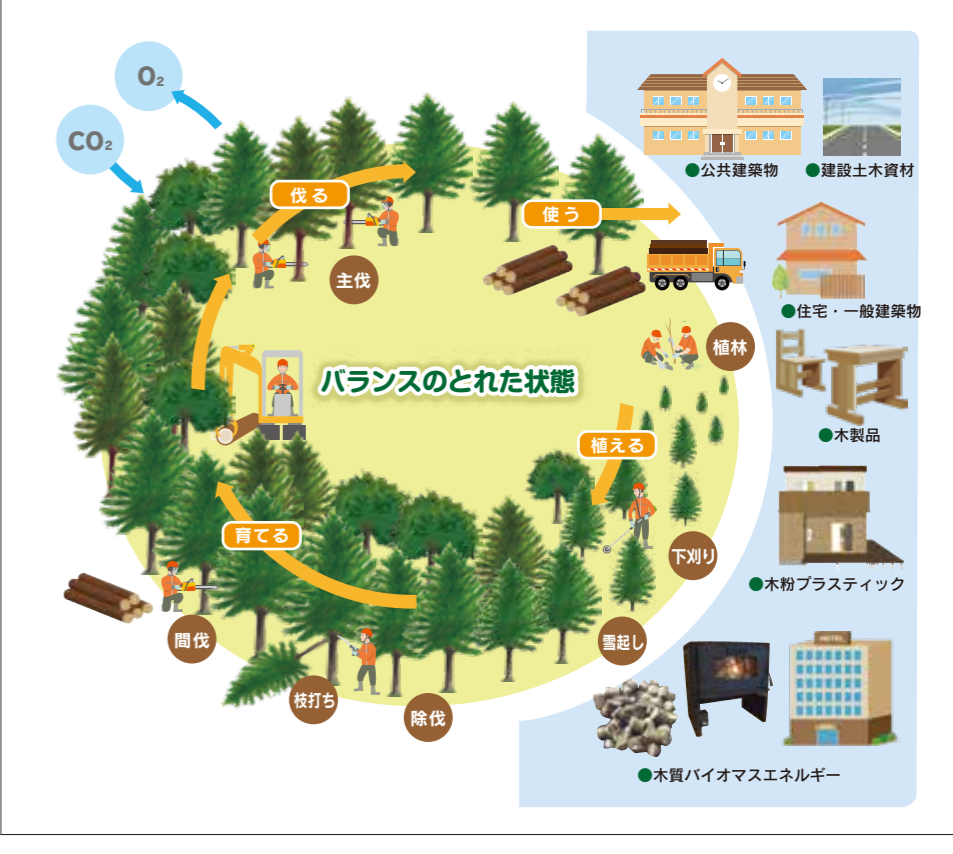 O₂
CO₂
伐る
主伐
使う
植林
バランスのとれた状態
植える
下刈り
育てる
間伐
枝打ち
除伐
雪起し
●公共建築物
●建設土木資材
●住宅・一般建築物
●木製品
●木粉プラスティック
HOTEL
●木質バイオマスエネルギー